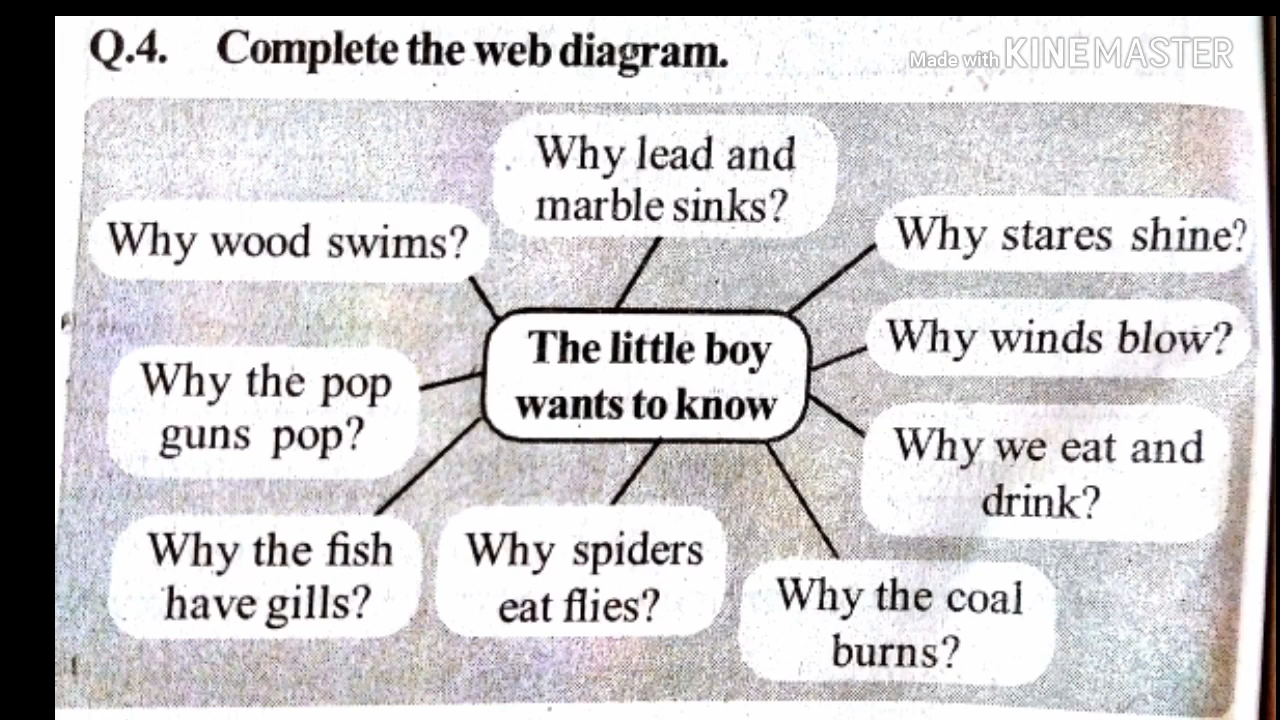 Q.4. Complete the web diagram.
Made with KINEMASTER
Why lead and
marble sinks?
Why wood swims?
Why stares shine?
The little boy
wants to know
Why winds blow?
Why the pop
guns pop?
Why we eat and
drink?
Why the fish
have gills?
Why spiders
eat flies?
Why the coal
burns?